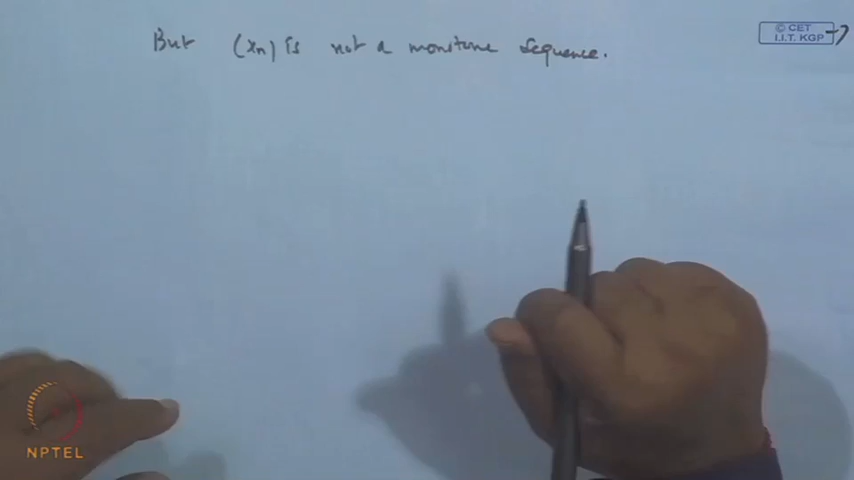 But (xn) is not a monotone sequence.
© CET
I.I.T. KGP
NPTEL